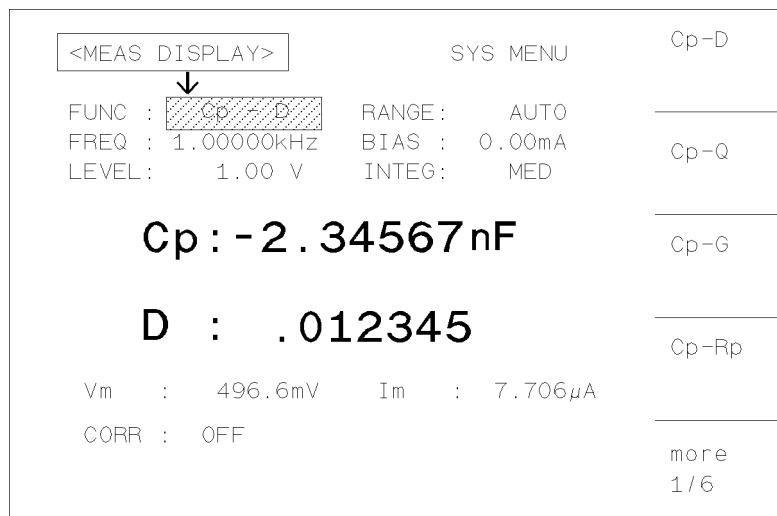 <MEAS DISPLAY> SYS MENU
FUNC : Cp - D RANGE: AUTO
FREQ : 1.00000kHz BIAS : 0.00mA
LEVEL: 1.00 V INTEG: MED
Cp:-2.34567nF
D : .012345
Vm : 496.6mV Im : 7.706µA
CORR : OFF
Cp-D
Cp-Q
Cp-G
Cp-Rp
more
1/6